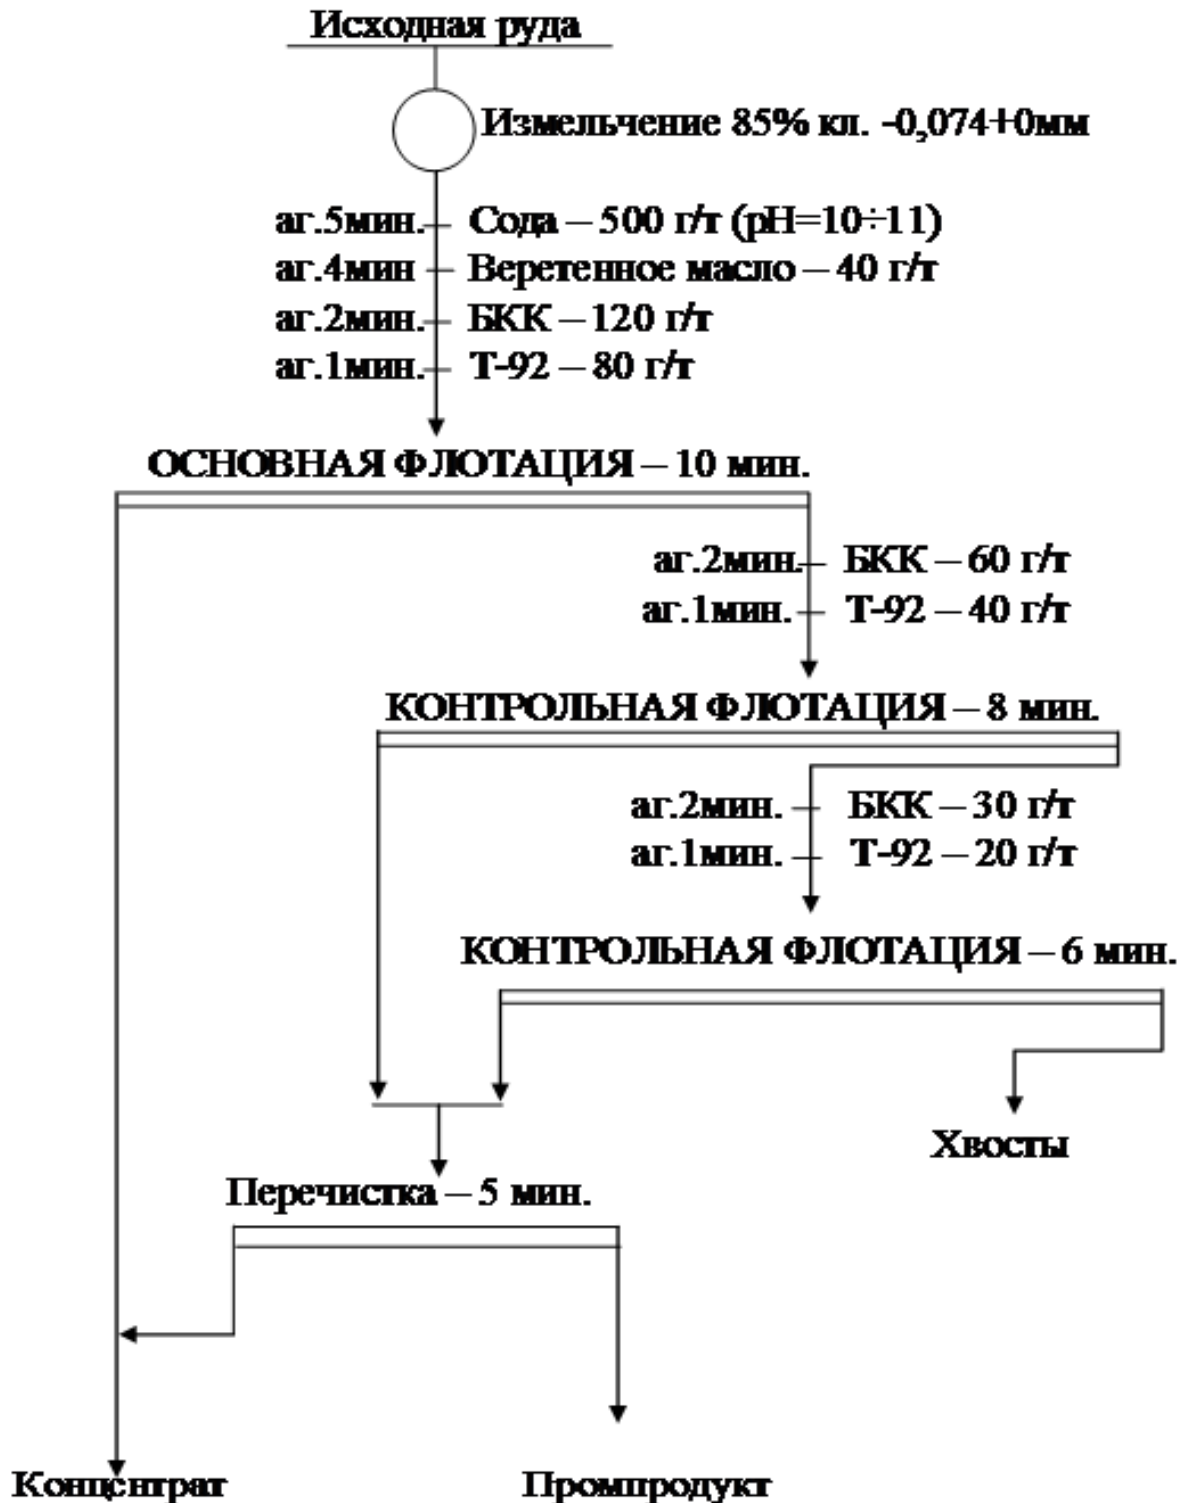 Исходная руда
Измельчение 85% кл. -0,074+0мм
аг.5мин. Сода – 500 г/т (pH=10÷11)
аг.4мин Веретенное масло – 40 г/т
аг.2мин. БКК – 120 г/т
аг.1мин. Т-92 – 80 г/т
ОСНОВНАЯ ФЛОТАЦИЯ – 10 мин.
аг.2мин. БКК – 60 г/т
аг.1мин. Т-92 – 40 г/т
КОНТРОЛЬНАЯ ФЛОТАЦИЯ – 8 мин.
аг.2мин. БКК – 30 г/т
аг.1мин. Т-92 – 20 г/т
КОНТРОЛЬНАЯ ФЛОТАЦИЯ – 6 мин.
Хвосты
Перечистка – 5 мин.
Концентрат Промпродукт